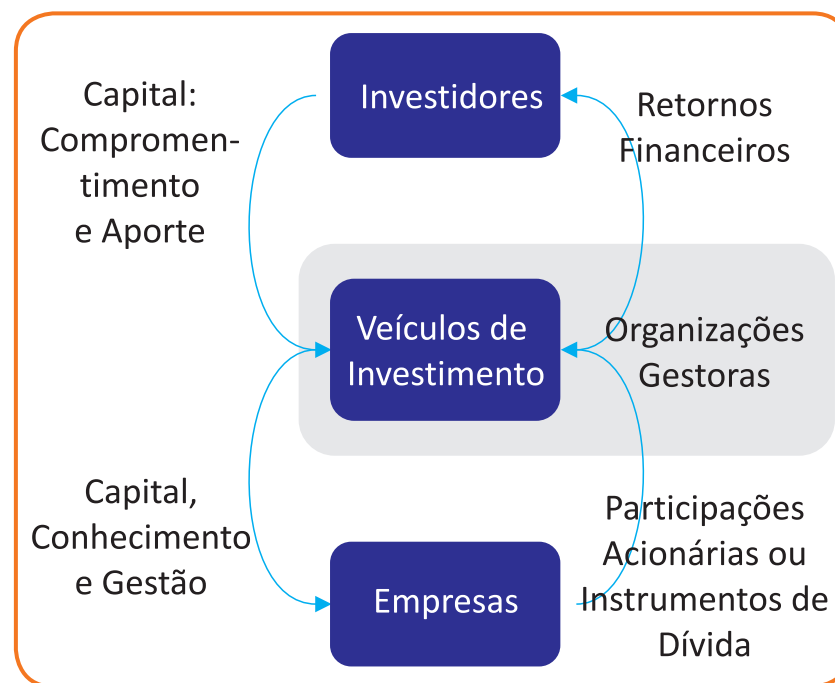 Capital:
Compromen-
timento
e Aporte
Investidores
Retornos
Financeiros
Veículos de
Investimento
Organizações
Gestoras
Capital,
Conhecimento
e Gestão
Empresas
Participações
Acionárias ou
Instrumentos de
Dívida